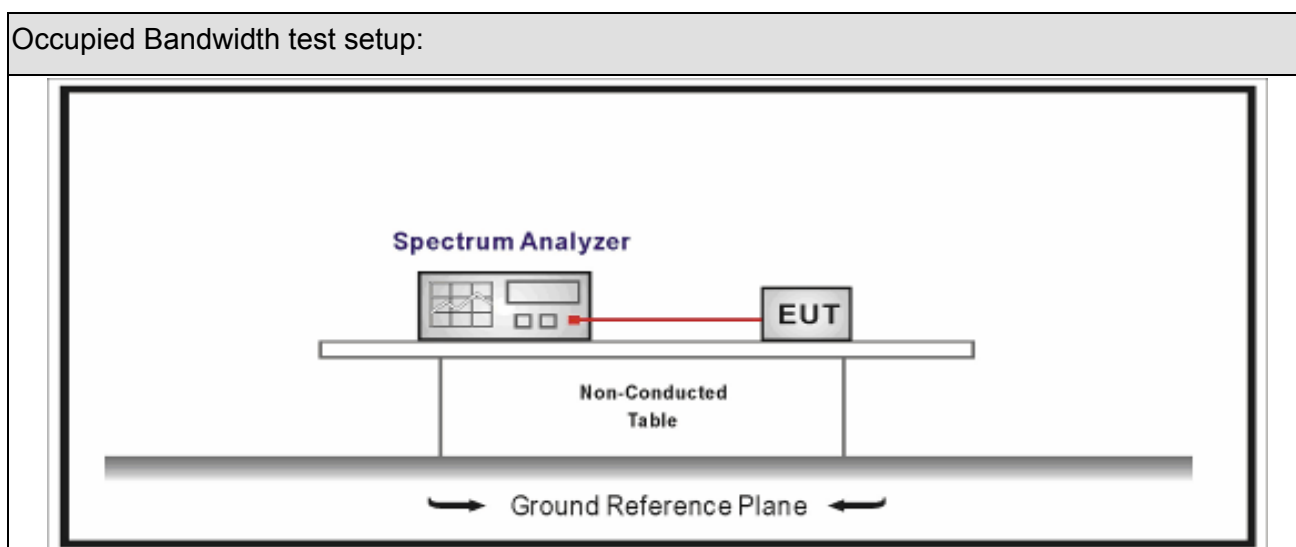 Occupied Bandwidth test setup:
Spectrum Analyzer
EUT
Non-Conducted
Table
Ground Reference Plane